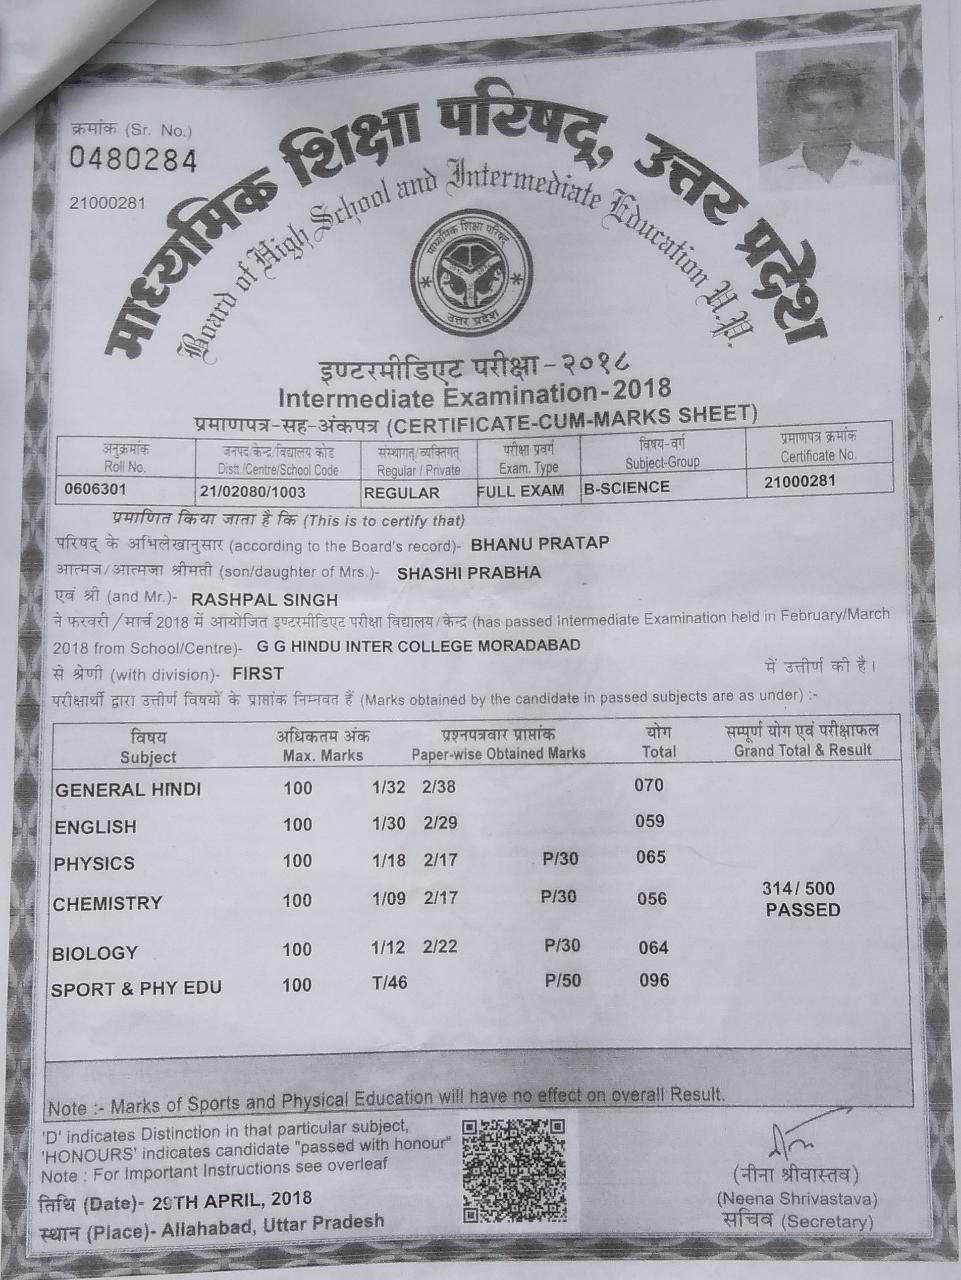 क्रमांक (Sr. No.)
0480284
21000281
माध्यमिक शिक्षा परिषद्, उत्तर प्रदेश
Board of High School and Intermediate Education U.P.
माध्यमिक शिक्षा परिषद्
उत्तर प्रदेश
इण्टरमीडिएट परीक्षा-२०१८
Intermediate Examination-2018
प्रमाणपत्र-सह-अंकपत्र (CERTIFICATE-CUM-MARKS SHEET)
अनुक्रमांक जनपद/केन्द्र/विद्यालय कोड संस्थागत/व्यक्तिगत परीक्षा प्रवर्ग विषय-वर्ग प्रमाणपत्र क्रमांक
Roll No. Distt./Centre/School Code Regular / Private Exam. Type Subject-Group Certificate No.
0606301 21/02080/1003 REGULAR FULL EXAM B-SCIENCE 21000281
प्रमाणित किया जाता है कि (This is to certify that)
परिषद् के अभिलेखानुसार (according to the Board's record)- BHANU PRATAP
आत्मज/आत्मजा श्रीमती (son/daughter of Mrs.)- SHASHI PRABHA
एवं श्री (and Mr.)- RASHPAL SINGH
ने फरवरी/मार्च 2018 में आयोजित इण्टरमीडिएट परीक्षा विद्यालय/केन्द्र (has passed Intermediate Examination held in February/March
2018 from School/Centre)- G G HINDU INTER COLLEGE MORADABAD
से श्रेणी (with division)- FIRST में उत्तीर्ण की है।
परीक्षार्थी द्वारा उत्तीर्ण विषयों के प्राप्तांक निम्नवत हैं (Marks obtained by the candidate in passed subjects are as under) :-
विषय अधिकतम अंक प्रश्नपत्रवार प्राप्तांक योग सम्पूर्ण योग एवं परीक्षाफल
Subject Max. Marks Paper-wise Obtained Marks Total Grand Total & Result
GENERAL HINDI 100 1/32 2/38 070
ENGLISH 100 1/30 2/29 059
PHYSICS 100 1/18 2/17 P/30 065
CHEMISTRY 100 1/09 2/17 P/30 056 314/ 500
PASSED
BIOLOGY 100 1/12 2/22 P/30 064
SPORT & PHY EDU 100 T/46 P/50 096
Note :- Marks of Sports and Physical Education will have no effect on overall Result.
'D' indicates Distinction in that particular subject,
'HONOURS' indicates candidate "passed with honour"
Note : For Important Instructions see overleaf
तिथि (Date)- 29TH APRIL, 2018
स्थान (Place)- Allahabad, Uttar Pradesh
(नीना श्रीवास्तव)
(Neena Shrivastava)
सचिव (Secretary)